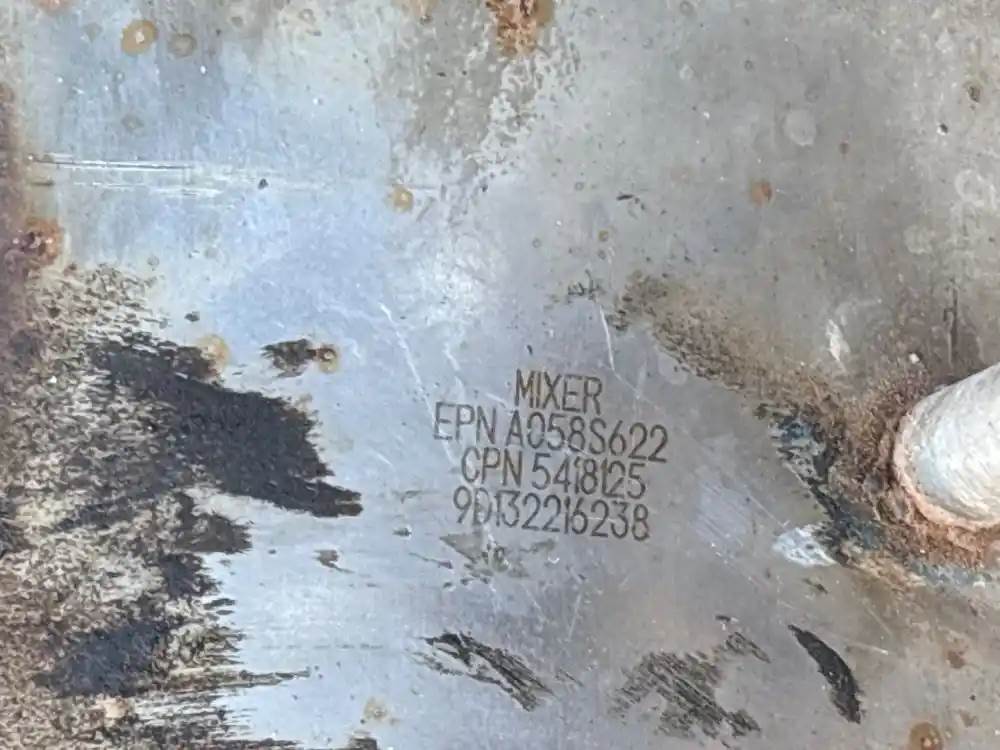 MIXER
EPN A058S622
CPN 5418125
9D132216238